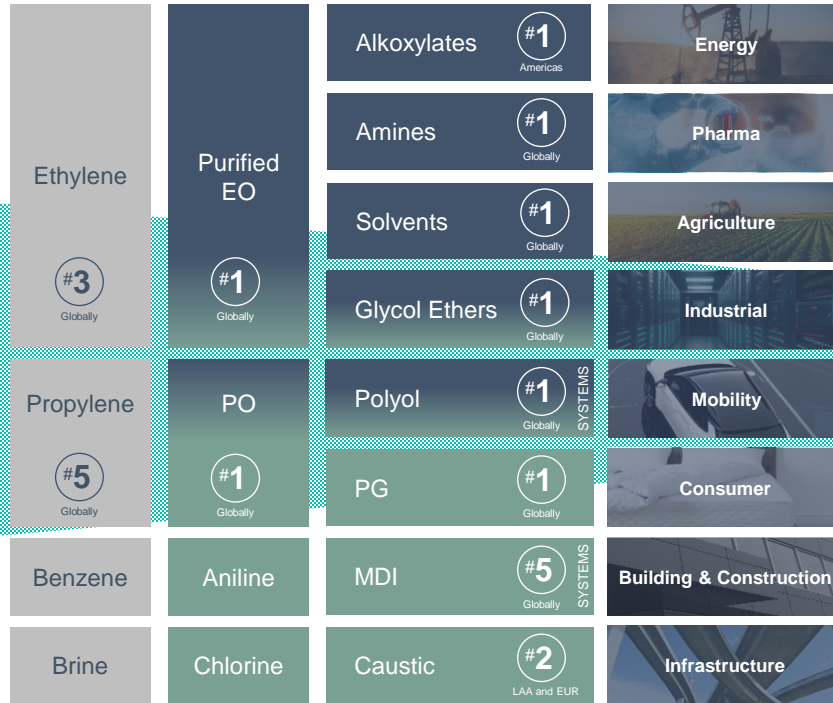 Ethylene
#3
Globally
Propylene
#5
Globally
Benzene
Brine
Purified
EO
#1
Globally
PO
#1
Globally
Aniline
Chlorine
Alkoxylates
#1
Americas
Amines
#1
Globally
Solvents
#1
Globally
Glycol Ethers
#1
Globally
Polyol
#1
Globally
SYSTEMS
PG
#1
Globally
MDI
#5
Globally
SYSTEMS
Caustic
#2
LAA and EUR
Energy
Pharma
Agriculture
Industrial
Mobility
Consumer
Building & Construction
Infrastructure